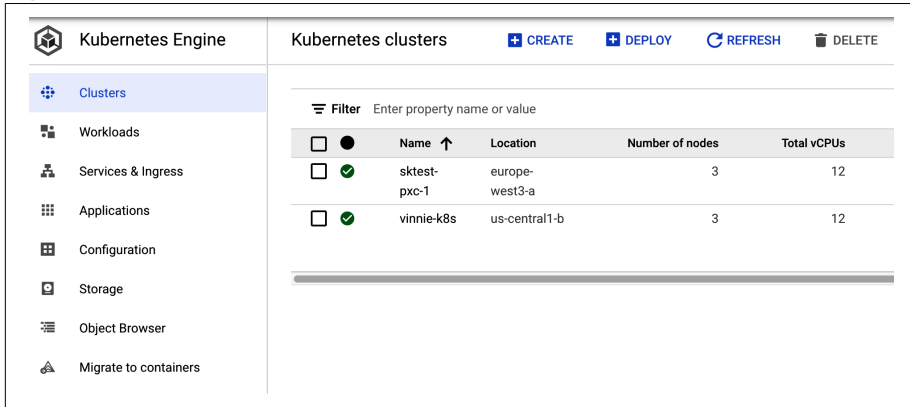 Kubernetes Engine
Clusters
Workloads
Services & Ingress
Applications
Configuration
Storage
Object Browser
Migrate to containers
Kubernetes clusters CREATE DEPLOY REFRESH DELETE
Filter Enter property name or value
Name Location Number of nodes Total vCPUs
sktest- europe- 3 12
pxc-1 west3-a
vinnie-k8s us-central1-b 3 12